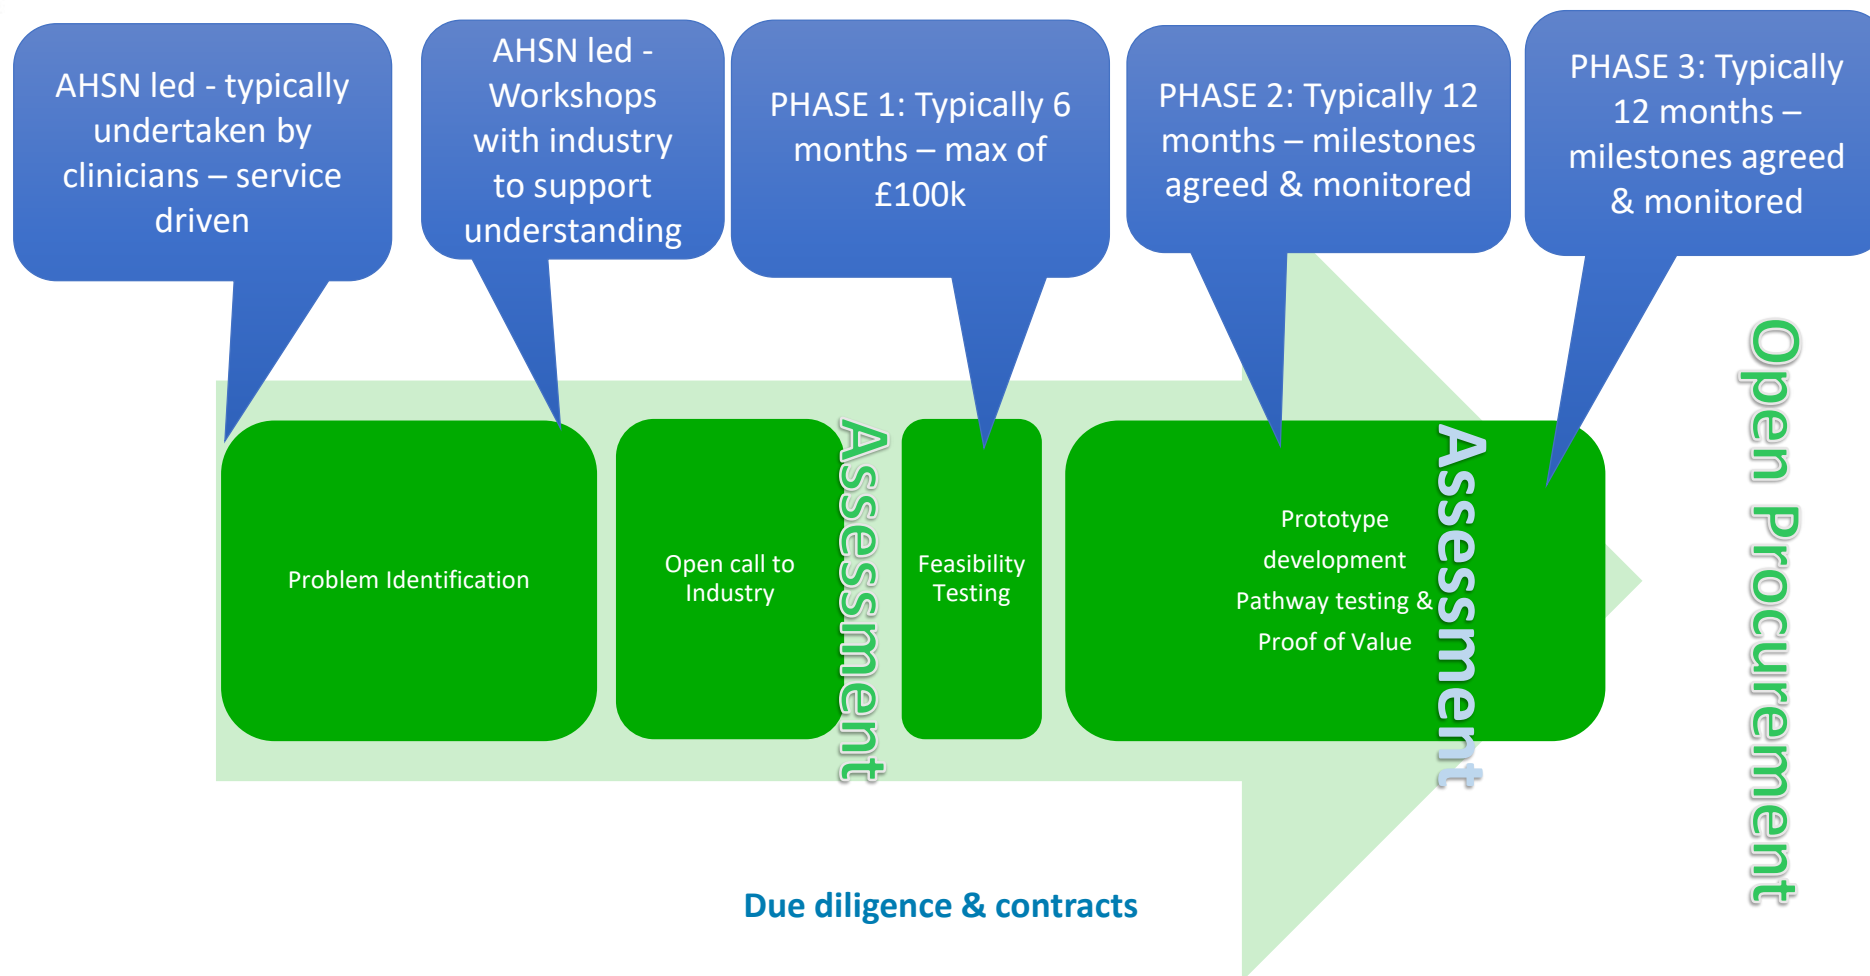 AHSN led - typically
undertaken by
clinicians – service
driven
AHSN led -
Workshops
with industry
to support
understanding
PHASE 1: Typically 6
months – max of
£100k
PHASE 2: Typically 12
months – milestones
agreed & monitored
PHASE 3: Typically
12 months –
milestones agreed
& monitored
Problem Identification
Open call to
Industry
Assessment
Feasibility
Testing
Prototype
development
Pathway testing &
Proof of Value
Assessment
Open Procurement
Due diligence & contracts